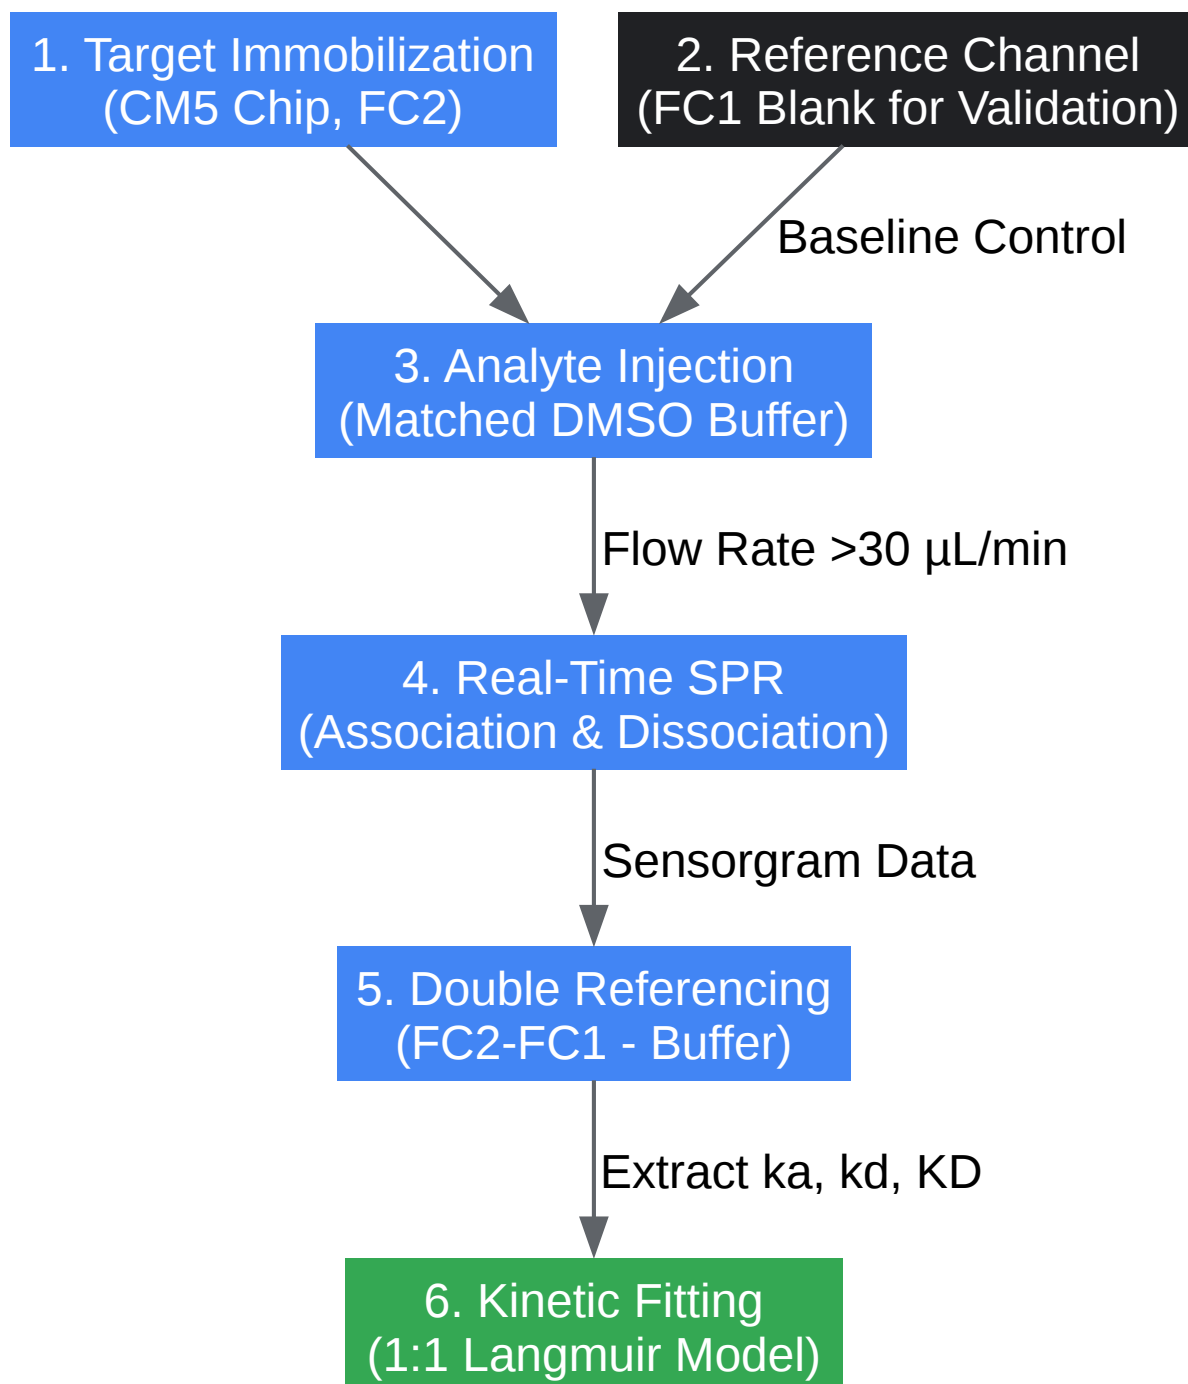 1. Target Immobilization
(CM5 Chip, FC2)
2. Reference Channel
(FC1 Blank for Validation)
Baseline Control
3. Analyte Injection
(Matched DMSO Buffer)
Flow Rate >30 µL/min
4. Real-Time SPR
(Association & Dissociation)
Sensorgram Data
5. Double Referencing
(FC2-FC1 - Buffer)
Extract ka, kd, KD
6. Kinetic Fitting
(1:1 Langmuir Model)